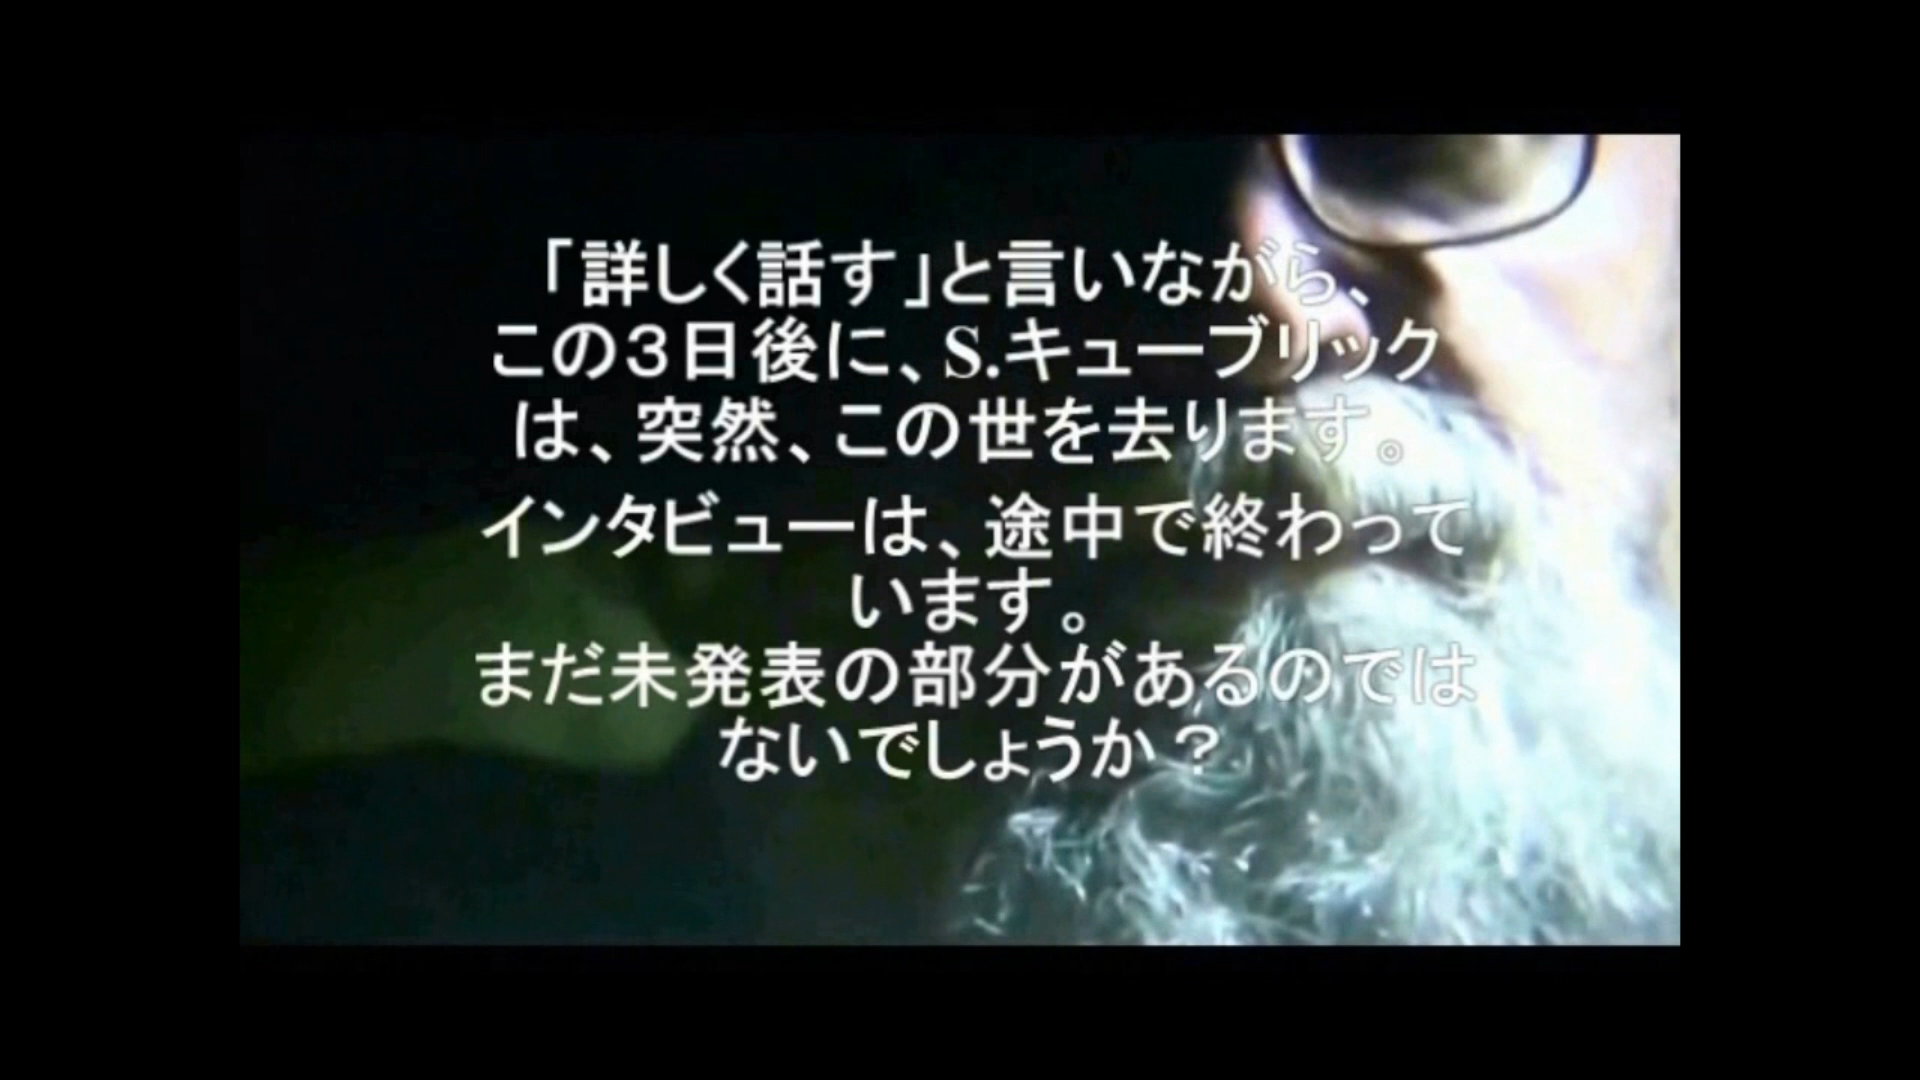 「詳しく話す」と言いながら、
この３日後に、S.キューブリック
は、突然、この世を去ります。
インタビューは、途中で終わって
います。
まだ未発表の部分があるのでは
ないでしょうか？